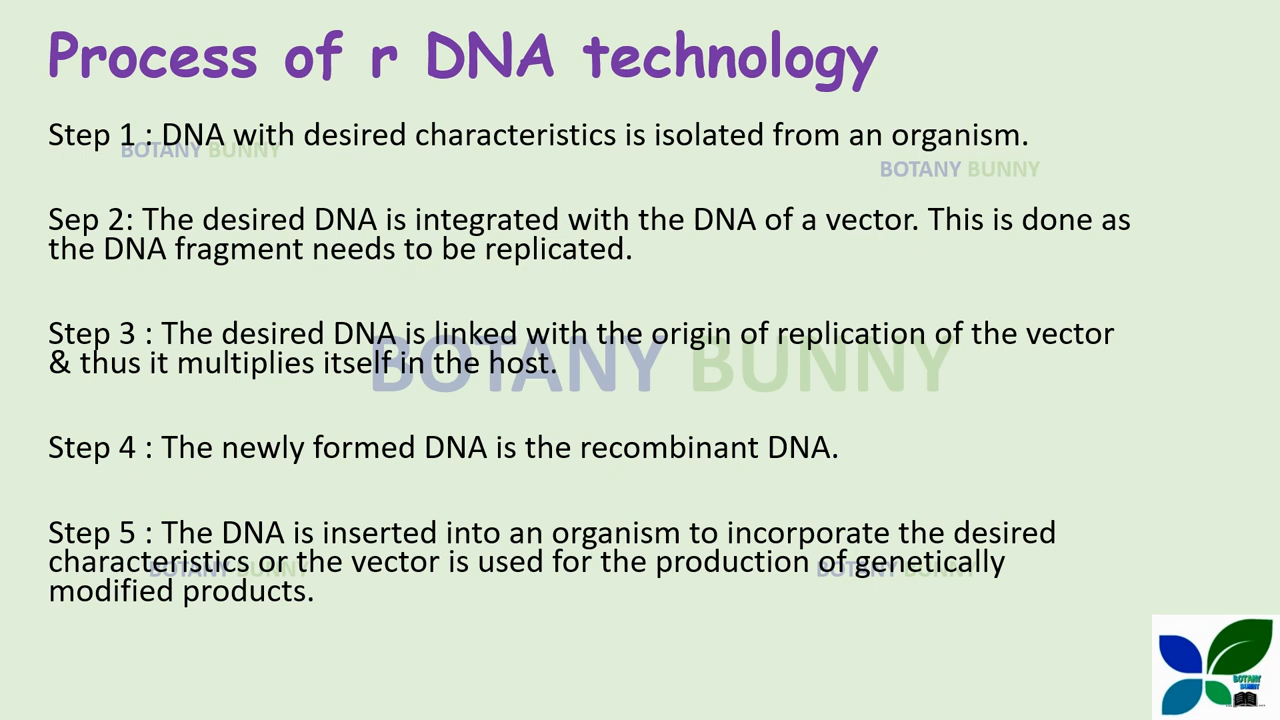 Process of r DNA technology
Step 1 : DNA with desired characteristics is isolated from an organism.
BOTANY BUNNY
BOTANY BUNNY
Sep 2: The desired DNA is integrated with the DNA of a vector. This is done as
the DNA fragment needs to be replicated.
Step 3 : The desired DNA is linked with the origin of replication of the vector
& thus it multiplies itself in the host.
BOTANY BUNNY
Step 4 : The newly formed DNA is the recombinant DNA.
Step 5 : The DNA is inserted into an organism to incorporate the desired
characteristics or the vector is used for the production of genetically
BOTANY BUNNY
BOTANY BUNNY
modified products.
BOTANY
BUNNY